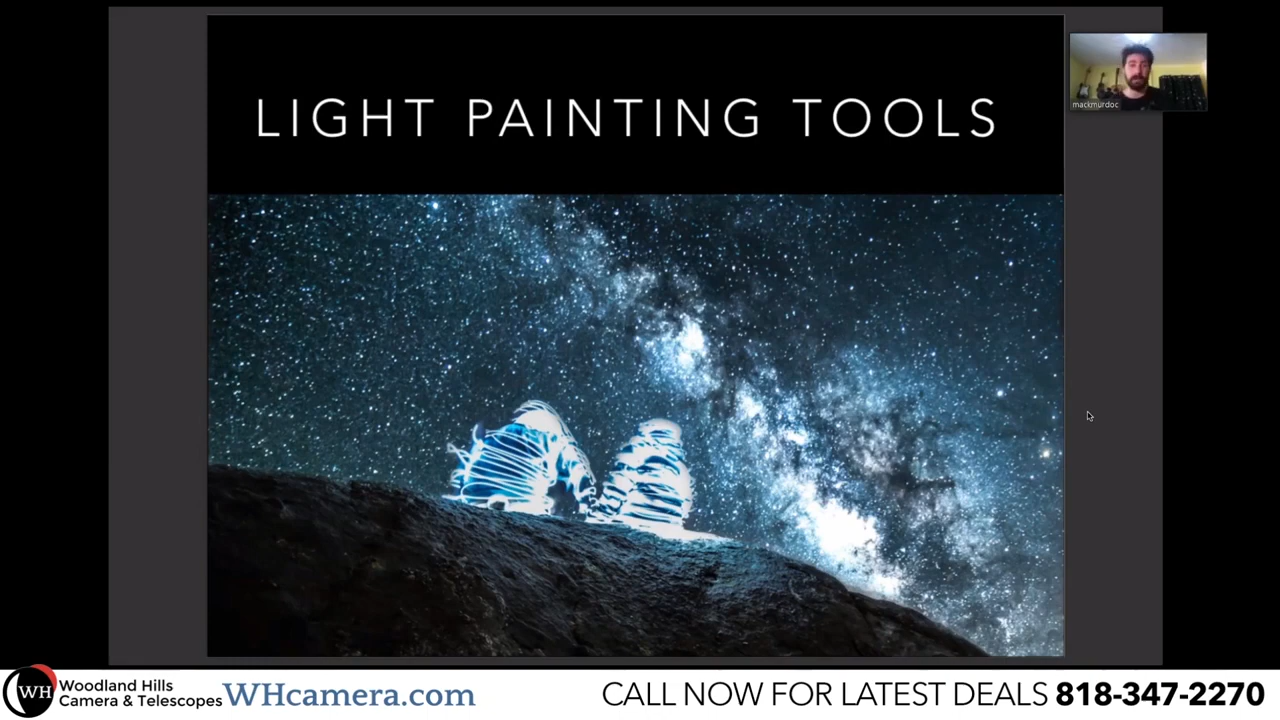 LIGHT PAINTING TOOLS
mackmurdoc
WH
Woodland Hills
Camera & Telescopes
WHcamera.com
CALL NOW FOR LATEST DEALS 818-347-2270